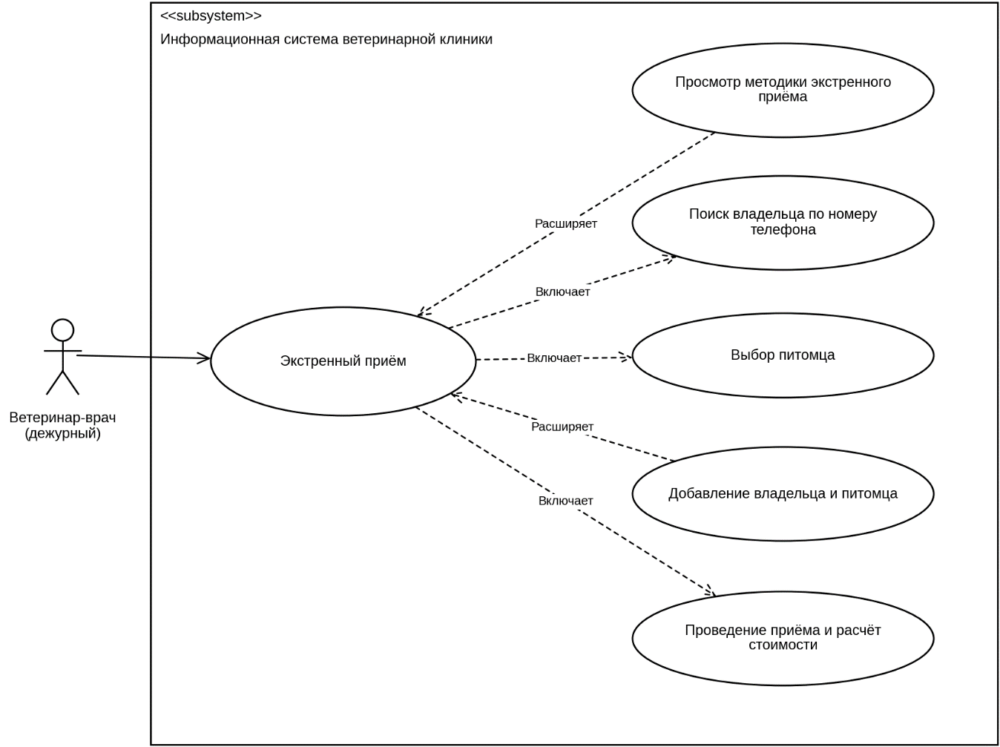 <<subsystem>>
Информационная система ветеринарной клиники
Просмотр методики экстренного
приёма
Поиск владельца по номеру
телефона
Расширяет
Включает
Экстренный приём
Включает
Выбор питомца
Ветеринар-врач
(дежурный)
Расширяет
Добавление владельца и питомца
Включает
Проведение приёма и расчёт
стоимости